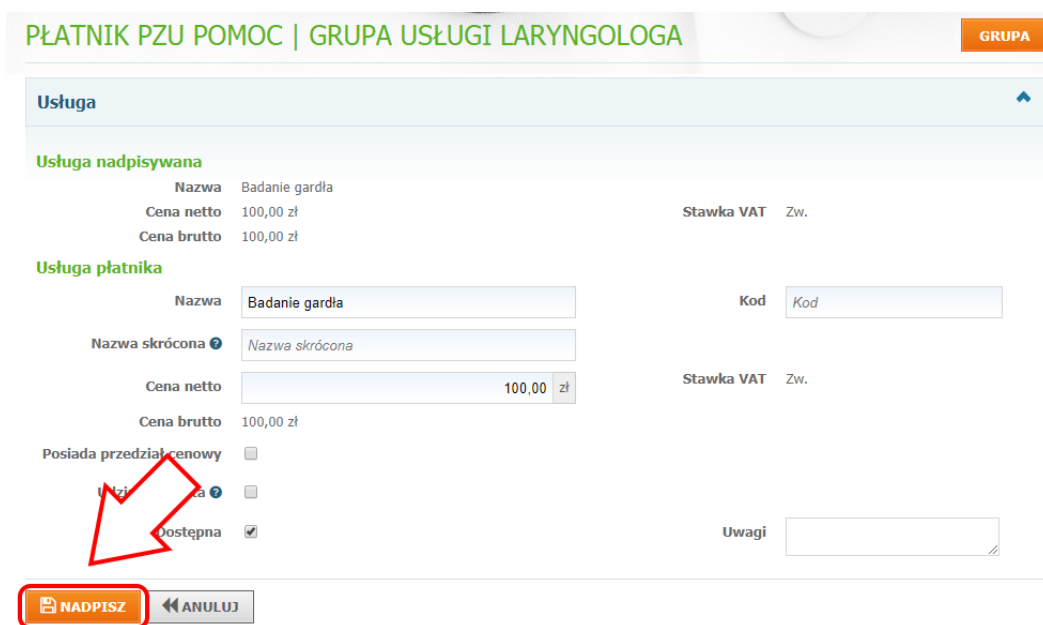 PŁATNIK PZU POMOC | GRUPA USŁUGI LARYNGOLOGA
GRUPA
Usługa
Usługa nadpisywana
Nazwa Badanie gardła
Cena netto 100,00 zł Stawka VAT Zw.
Cena brutto 100,00 zł
Usługa płatnika
Nazwa Badanie gardła Kod Kod
Nazwa skrócona Nazwa skrócona
Cena netto 100,00 zł Stawka VAT Zw.
Cena brutto 100,00 zł
Posiada przedział cenowy
Dostępna Uwagi
NADPISZ ANULUJ